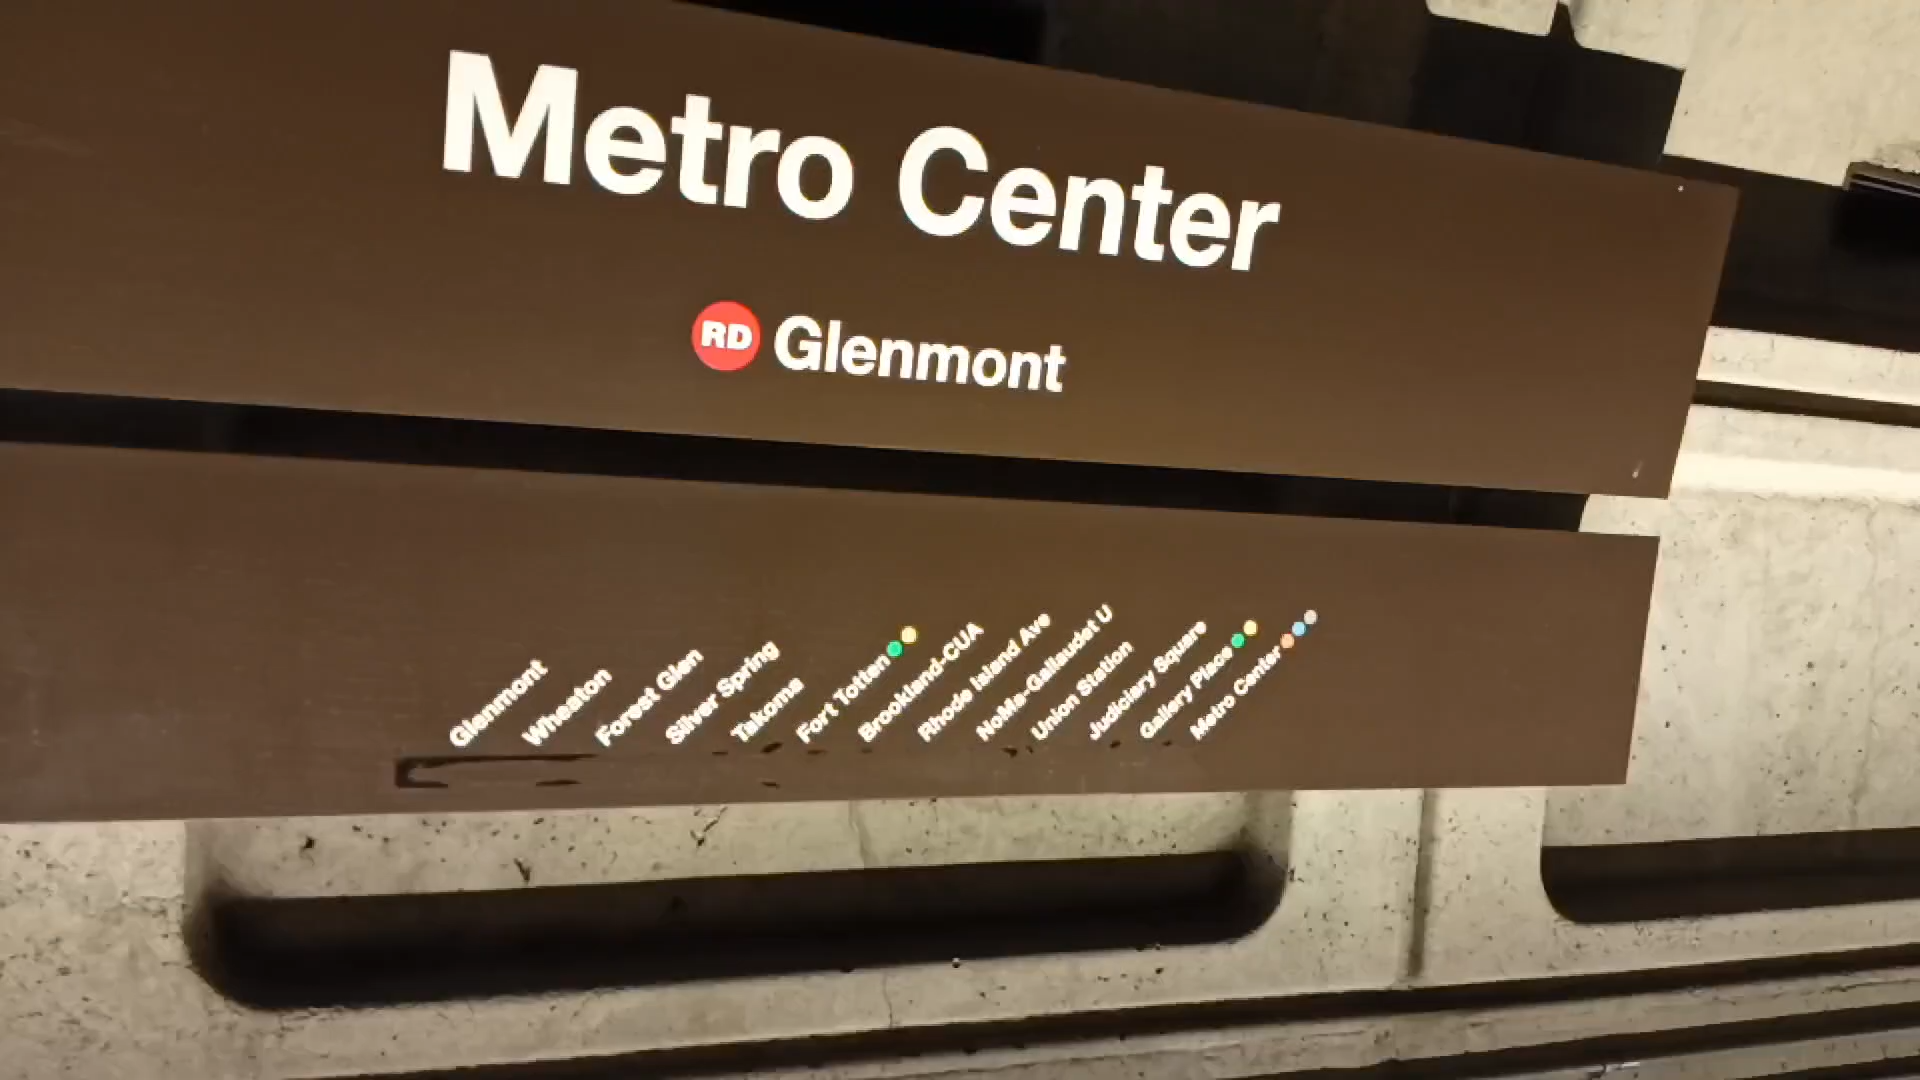 Metro Center
RD Glenmont
Glenmont
Wheaton
Forest Glen
Silver Spring
Takoma
Fort Totten
Brookland-CUA
Rhode Island Ave
NoMa-Gallaudet U
Union Station
Judiciary Square
Gallery Place
Metro Center